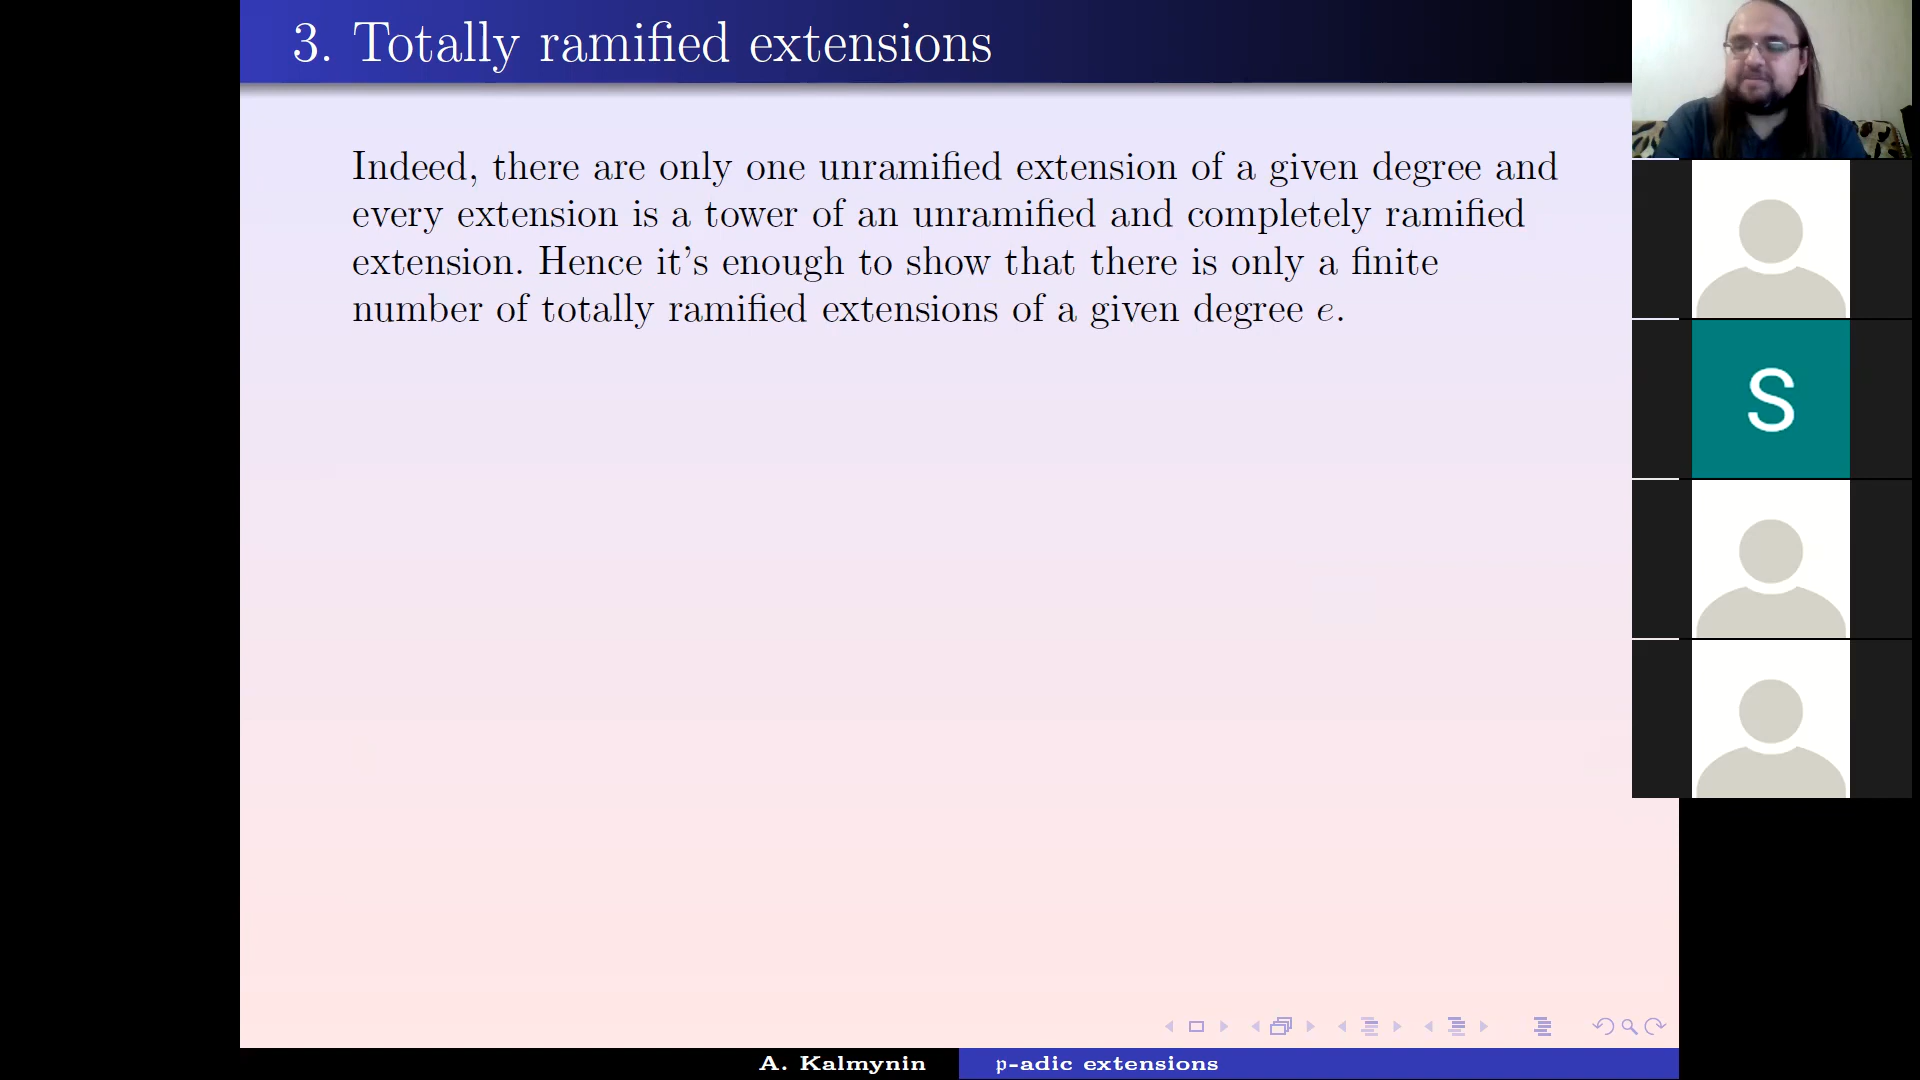 3. Totally ramified extensions
Indeed, there are only one unramified extension of a given degree and
every extension is a tower of an unramified and completely ramified
extension. Hence it's enough to show that there is only a finite
number of totally ramified extensions of a given degree e.
S
A. Kalmynin
p-adic extensions